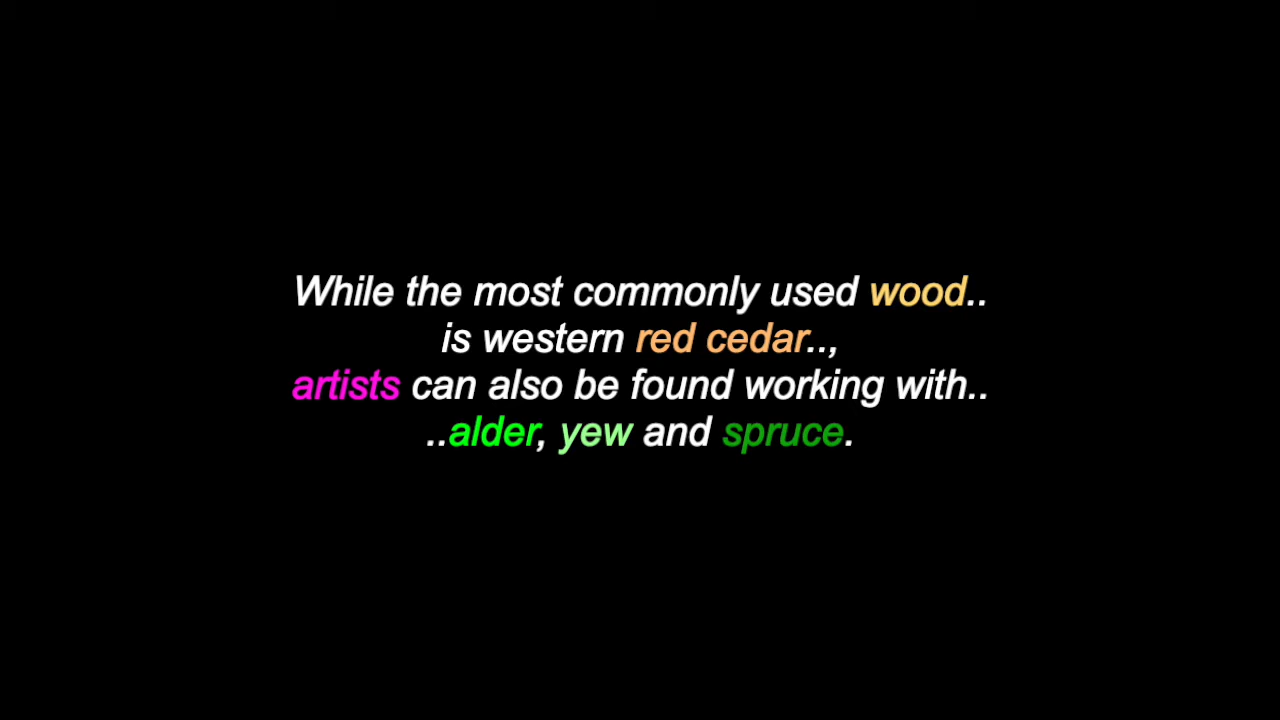 While the most commonly used wood..
is western red cedar..,
artists can also be found working with..
..alder, yew and spruce.